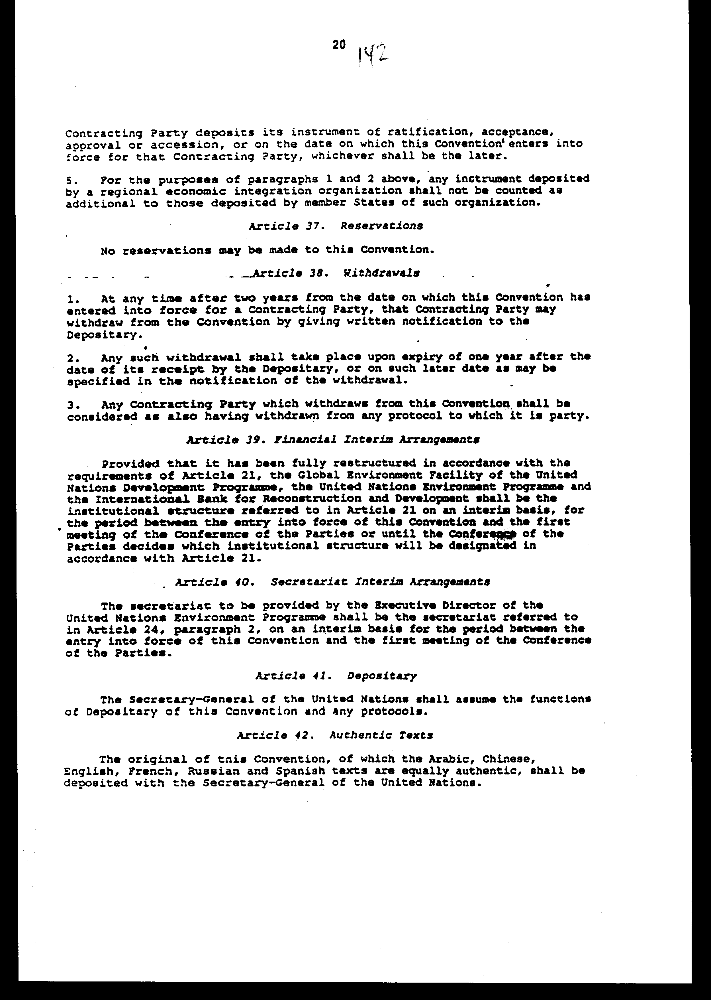 20
142
Contracting Party deposits its instrument of ratification, acceptance,
approval or accession, or on the date on which this Convention enters into
force for that Contracting Party, whichever shall be the later.
5. For the purposes of paragraphs 1 and 2 above, any instrument deposited
by a regional economic integration organization shall not be counted as
additional to those deposited by member States of such organization.
Article 37. Reservations
No reservations may be made to this Convention.
Article 38. Withdrawals
1. At any time after two years from the date on which this Convention has
entered into force for a Contracting Party, that Contracting Party may
withdraw from the Convention by giving written notification to the
Depositary.
2. Any such withdrawal shall take place upon expiry of one year after the
date of its receipt by the Depositary, or on such later date as may be
specified in the notification of the withdrawal.
3. Any Contracting Party which withdraws from this Convention shall be
considered as also having withdrawn from any protocol to which it is party.
Article 39. Financial Interim Arrangements
Provided that it has been fully restructured in accordance with the
requirements of Article 21, the Global Environment Facility of the United
Nations Development Programme, the United Nations Environment Programme and
the International Bank for Reconstruction and Development shall be the
institutional structure referred to in Article 21 on an interim basis, for
the period between the entry into force of this Convention and the first
meeting of the Conference of the Parties or until the Conference of the
Parties decides which institutional structure will be designated in
accordance with Article 21.
Article 40. Secretariat Interim Arrangements
The secretariat to be provided by the Executive Director of the
United Nations Environment Programme shall be the secretariat referred to
in Article 24, paragraph 2, on an interim basis for the period between the
entry into force of this Convention and the first meeting of the Conference
of the Parties.
Article 41. Depositary
The Secretary-General of the United Nations shall assume the functions
of Depositary of this Convention and any protocols.
Article 42. Authentic Texts
The original of this Convention, of which the Arabic, Chinese,
English, French, Russian and Spanish texts are equally authentic, shall be
deposited with the Secretary-General of the United Nations.